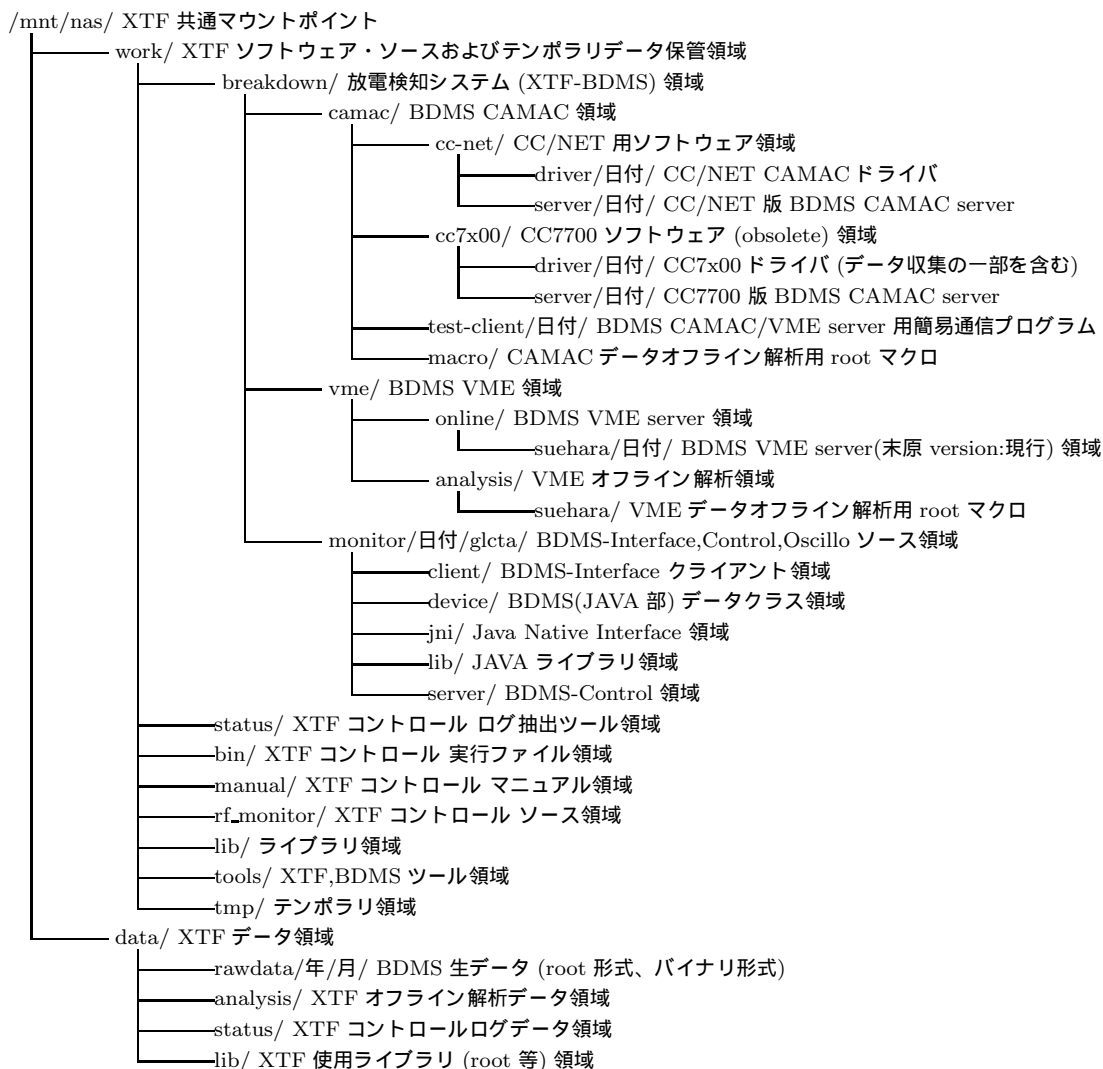 /mnt/nas/ XTF 共通マウントポイント
work/ XTF ソフトウェア・ソースおよびテンポラリデータ保管領域
breakdown/ 放電検知システム (XTF-BDMS) 領域
camac/ BDMS CAMAC 領域
cc-net/ CC/NET 用ソフトウェア領域
driver/日付/ CC/NET CAMAC ドライバ
server/日付/ CC/NET 版 BDMS CAMAC server
cc7x00/ CC7700 ソフトウェア (obsolete) 領域
driver/日付/ CC7x00 ドライバ (データ収集の一部を含む)
server/日付/ CC7700 版 BDMS CAMAC server
test-client/日付/ BDMS CAMAC/VME server 用簡易通信プログラム
macro/ CAMAC データオフライン解析用 root マクロ
vme/ BDMS VME 領域
online/ BDMS VME server 領域
suehara/日付/ BDMS VME server(末原 version:現行) 領域
analysis/ VME オフライン解析領域
suehara/ VME データオフライン解析用 root マクロ
monitor/日付/glcta/ BDMS-Interface,Control,Oscillo ソース領域
client/ BDMS-Interface クライアント領域
device/ BDMS(JAVA 部) データクラス領域
jni/ Java Native Interface 領域
lib/ JAVA ライブラリ領域
server/ BDMS-Control 領域
status/ XTF コントロール ログ抽出ツール領域
bin/ XTF コントロール 実行ファイル領域
manual/ XTF コントロール マニュアル領域
rf_monitor/ XTF コントロール ソース領域
lib/ ライブラリ領域
tools/ XTF,BDMS ツール領域
tmp/ テンポラリ領域
data/ XTF データ領域
rawdata/年/月/ BDMS 生データ (root 形式、バイナリ形式)
analysis/ XTF オフライン解析データ領域
status/ XTF コントロールログデータ領域
lib/ XTF 使用ライブラリ (root 等) 領域